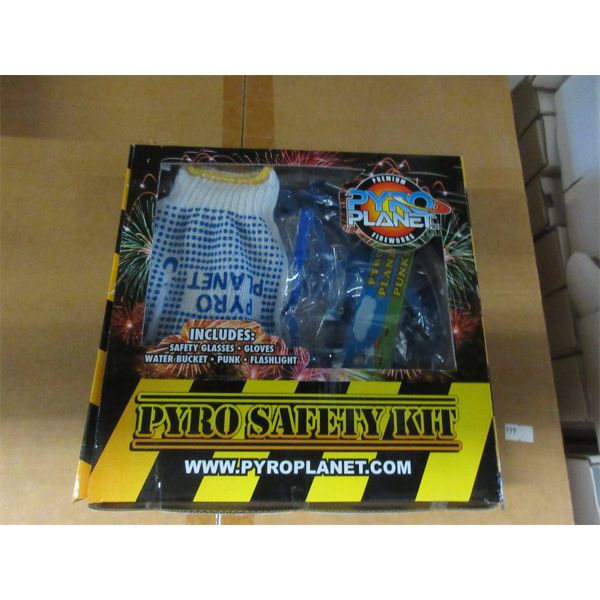 PREMIUM
PYRO
PLANET
FIREWORKS
PYRO
PLANET
PYRO
PLANET
PUNK
INCLUDES:
SAFETY GLASSES • GLOVES
WATER BUCKET • PUNK • FLASHLIGHT
PYRO SAFETY KIT
WWW.PYROPLANET.COM